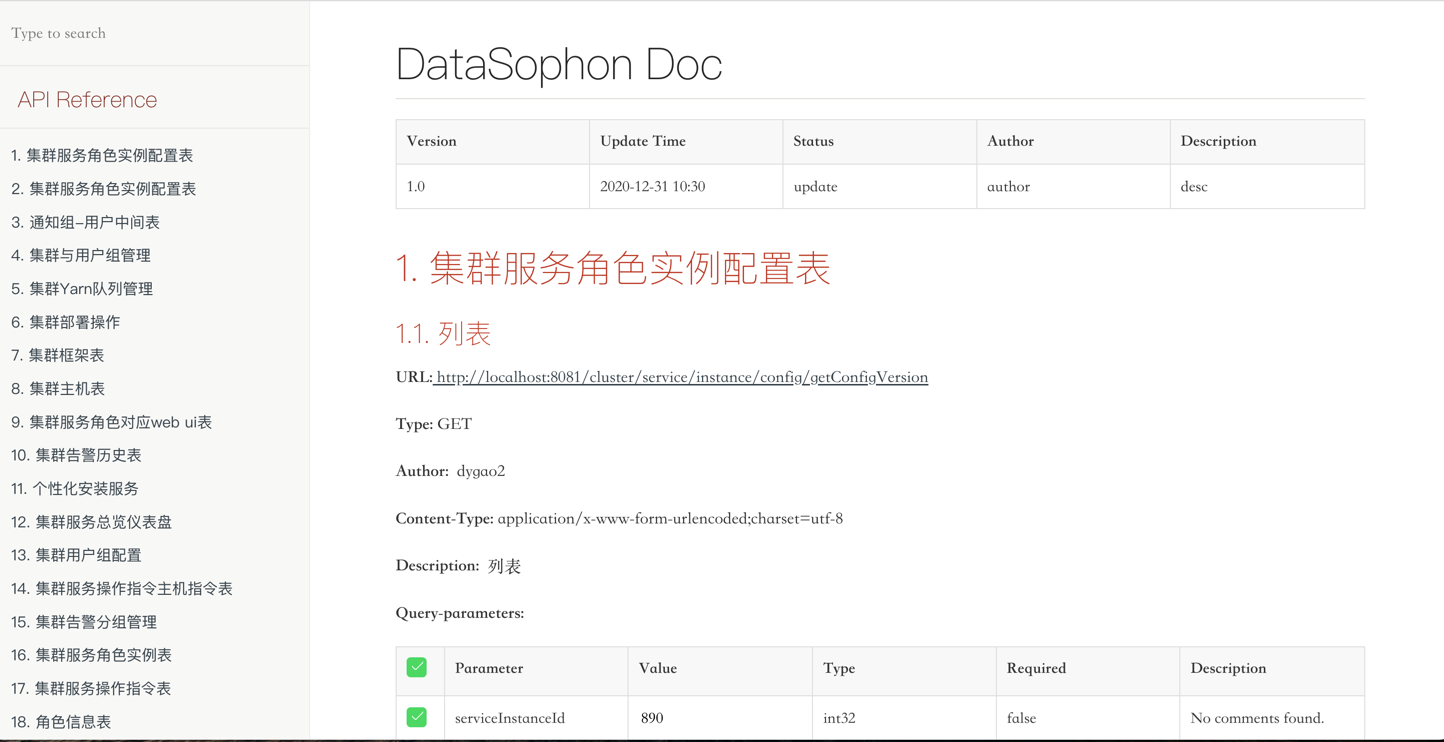 Type to search
API Reference
1. 集群服务角色实例配置表
2. 集群服务角色实例配置表
3. 通知组-用户中间表
4. 集群与用户组管理
5. 集群Yarn队列管理
6. 集群部署操作
7. 集群框架表
8. 集群主机表
9. 集群服务角色对应web ui表
10. 集群告警历史表
11. 个性化安装服务
12. 集群服务总览仪表盘
13. 集群用户组配置
14. 集群服务操作指令主机指令表
15. 集群告警分组管理
16. 集群服务角色实例表
17. 集群服务操作指令表
18. 角色信息表
DataSophon Doc
Version Update Time Status Author Description
1.0 2020-12-31 10:30 update author desc
1. 集群服务角色实例配置表
1.1. 列表
URL: http://localhost:8081/cluster/service/instance/config/getConfigVersion
Type: GET
Author: dygao2
Content-Type: application/x-www-form-urlencoded;charset=utf-8
Description: 列表
Query-parameters:
Parameter Value Type Required Description
serviceInstanceId 890 int32 false No comments found.